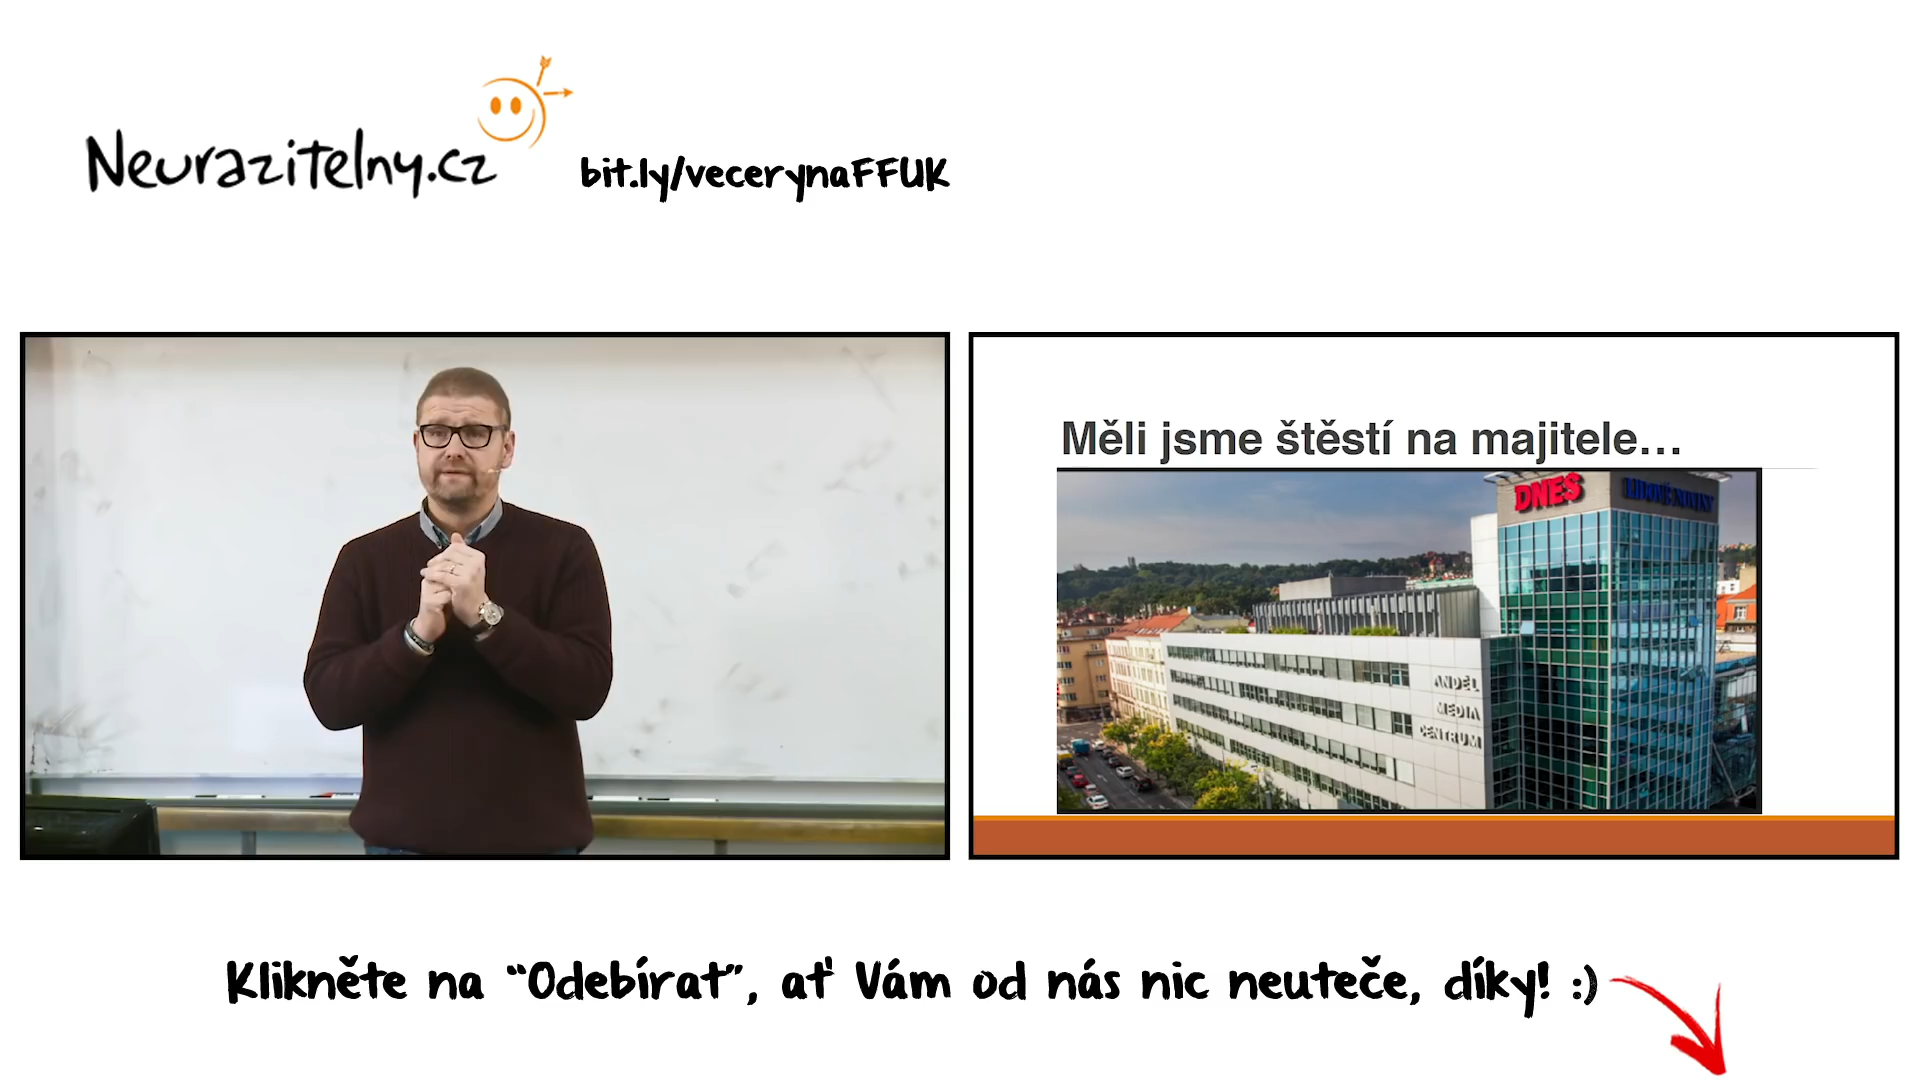 Neurazitelny.cz
bit.ly/vecerynaFFUK
Měli jsme štěstí na majitele...
DNES
LIDOVÉ NOVINY
ANDĚL
MEDIA
CENTRUM
Klikněte na “Odebírat”, ať Vám od nás nic neuteče, díky! :)